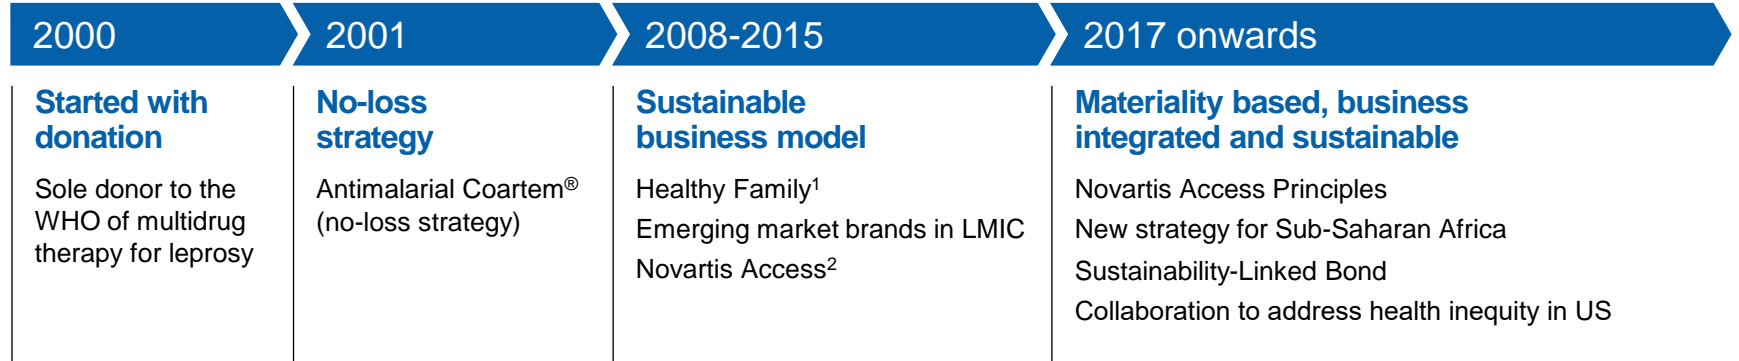 2000
2001
2008-2015
2017 onwards
Started with
donation
Sole donor to the
WHO of multidrug
therapy for leprosy
No-loss
strategy
Antimalarial Coartem®
(no-loss strategy)
Sustainable
business model
Healthy Family¹
Emerging market brands in LMIC
Novartis Access²
Materiality based, business
integrated and sustainable
Novartis Access Principles
New strategy for Sub-Saharan Africa
Sustainability-Linked Bond
Collaboration to address health inequity in US